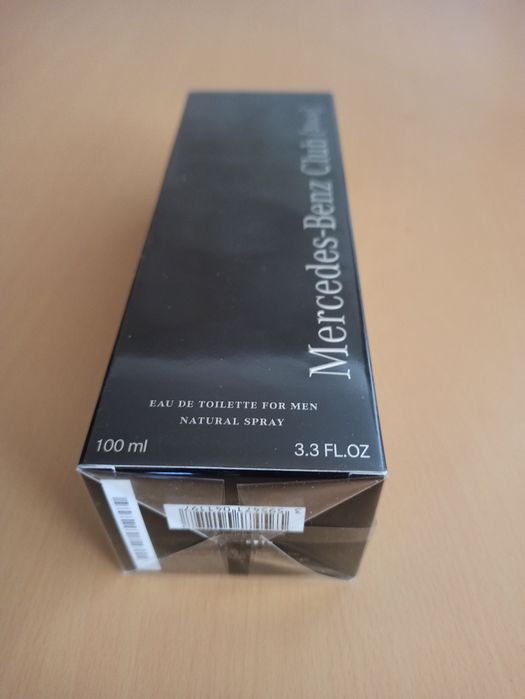 Mercedes-Benz Club
EAU DE TOILETTE FOR MEN
NATURAL SPRAY
100 ml
3.3 FL.OZ